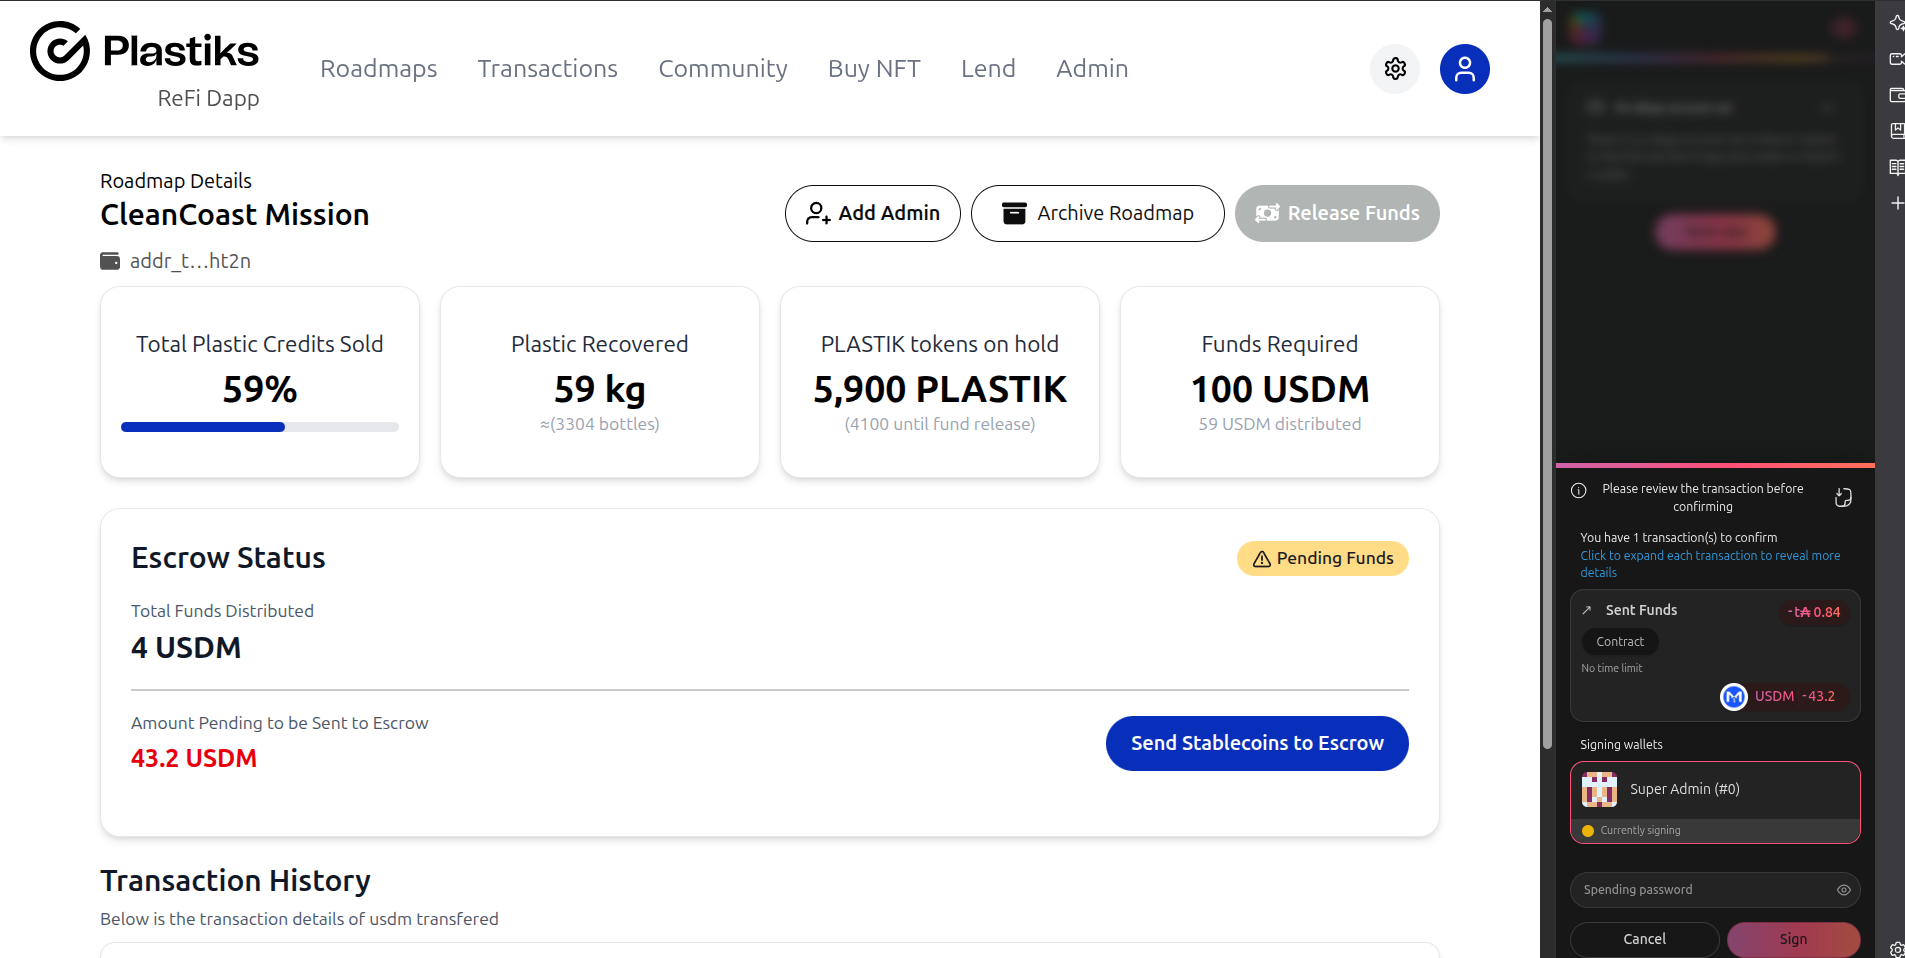 Plastiks
ReFi Dapp
Roadmaps
Transactions
Community
Buy NFT
Lend
Admin
Roadmap Details
CleanCoast Mission
addr_t...ht2n
Add Admin
Archive Roadmap
Release Funds
Total Plastic Credits Sold
59%
Plastic Recovered
59 kg
≈(3304 bottles)
PLASTIK tokens on hold
5,900 PLASTIK
(4100 until fund release)
Funds Required
100 USDM
59 USDM distributed
Escrow Status
Pending Funds
Total Funds Distributed
4 USDM
Amount Pending to be Sent to Escrow
43.2 USDM
Send Stablecoins to Escrow
Transaction History
Below is the transaction details of usdm transfered
Please review the transaction before
confirming
You have 1 transaction(s) to confirm
Click to expand each transaction to reveal more
details
Sent Funds
-t₳ 0.84
Contract
No time limit
USDM -43.2
Signing wallets
Super Admin (#0)
Currently signing
Spending password
Cancel
Sign